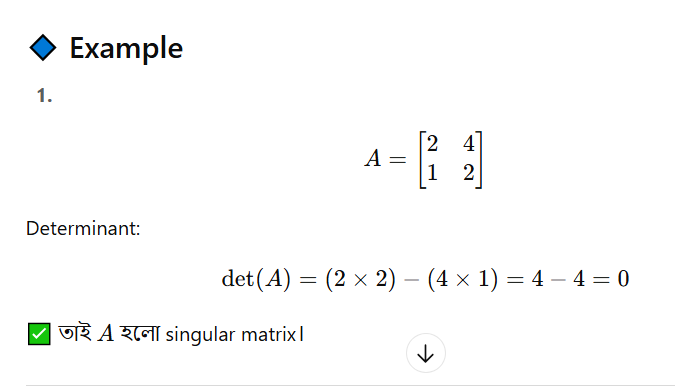 Example
1.
A = [2 4
1 2]
Determinant:
det(A) = (2 × 2) − (4 × 1) = 4 − 4 = 0
তাই A হলো singular matrix।